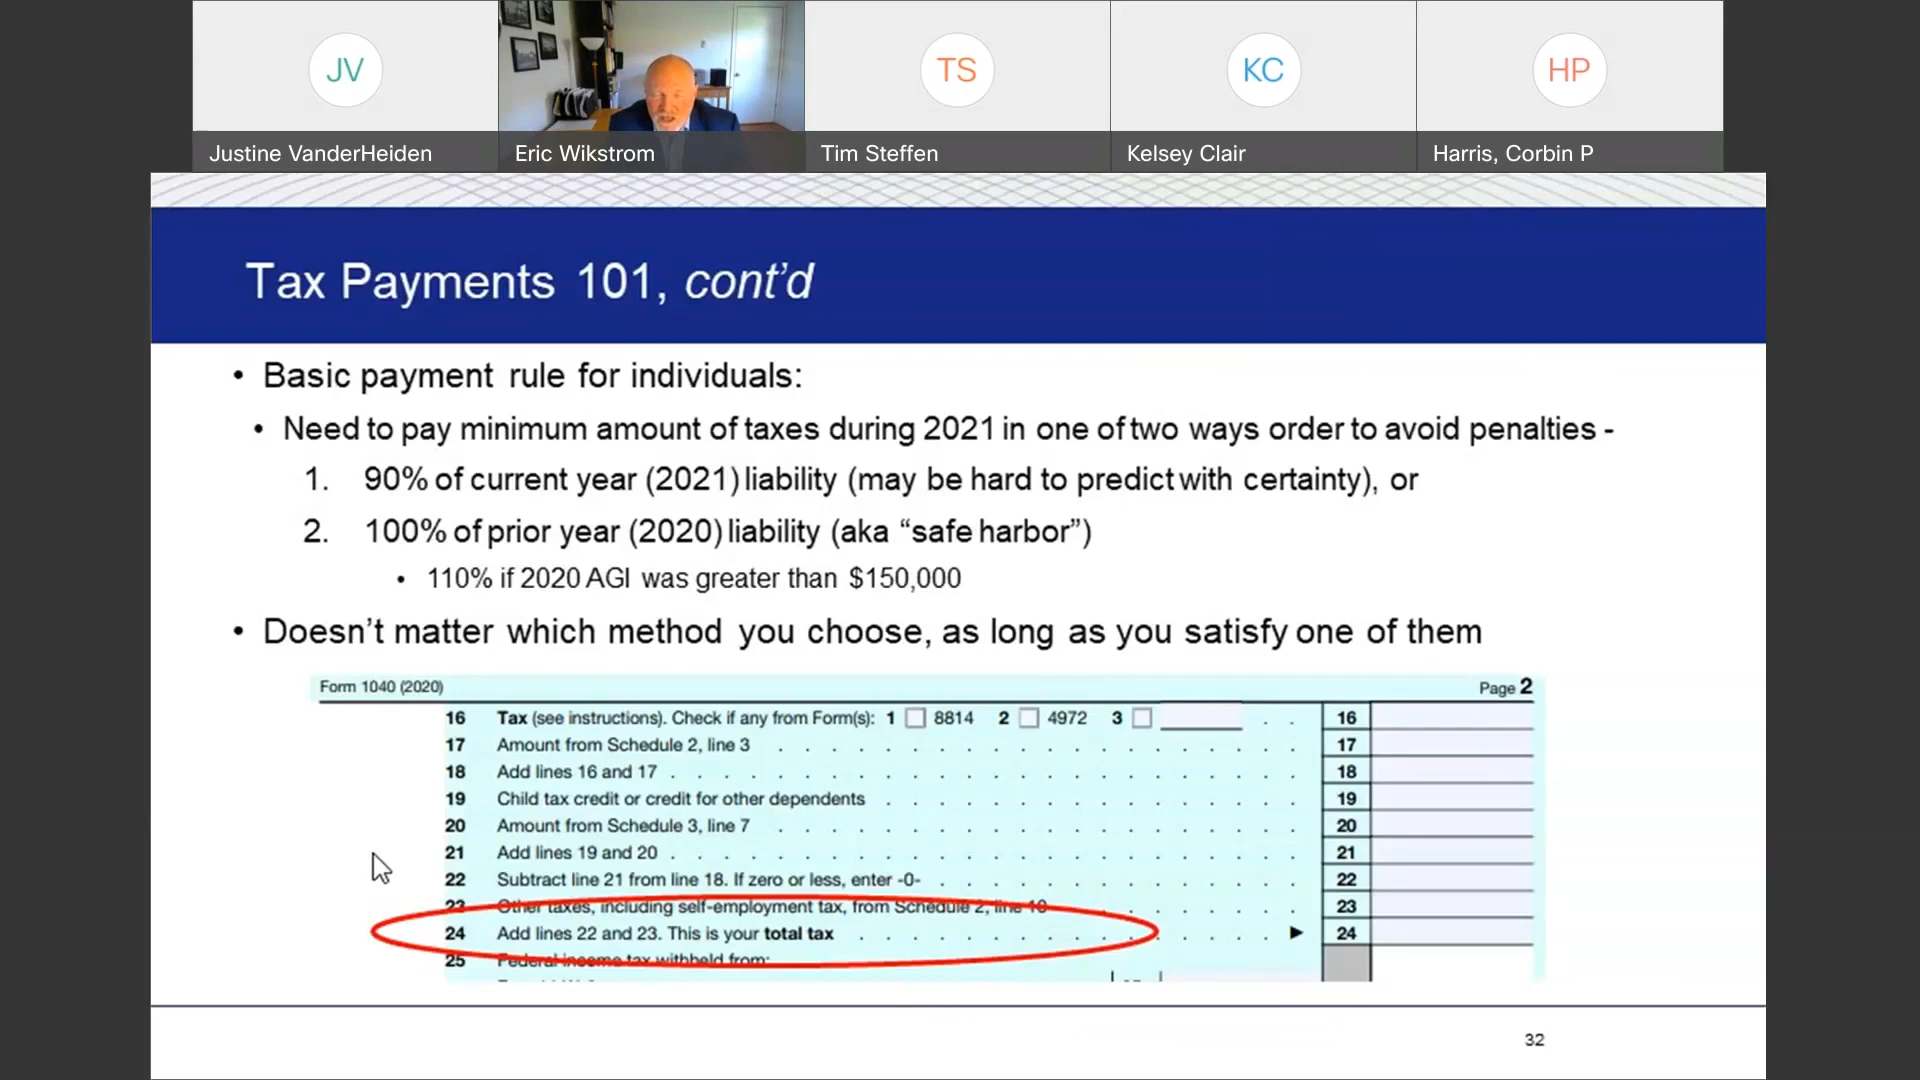 JV
TS
KC
HP
Justine VanderHeiden
Eric Wikstrom
Tim Steffen
Kelsey Clair
Harris, Corbin P
Tax Payments 101, cont’d
• Basic payment rule for individuals:
• Need to pay minimum amount of taxes during 2021 in one of two ways order to avoid penalties -
1. 90% of current year (2021) liability (may be hard to predict with certainty), or
2. 100% of prior year (2020) liability (aka “safe harbor”)
• 110% if 2020 AGI was greater than $150,000
• Doesn’t matter which method you choose, as long as you satisfy one of them
Form 1040 (2020) Page 2
16 Tax (see instructions). Check if any from Form(s): 1 8814 2 4972 3 . . 16
17 Amount from Schedule 2, line 3 . . . . . . . . . . . . . . . . . . . . 17
18 Add lines 16 and 17 . . . . . . . . . . . . . . . . . . . . . . . . 18
19 Child tax credit or credit for other dependents . . . . . . . . . . . . . . . . 19
20 Amount from Schedule 3, line 7 . . . . . . . . . . . . . . . . . . . . 20
21 Add lines 19 and 20 . . . . . . . . . . . . . . . . . . . . . . . . 21
22 Subtract line 21 from line 18. If zero or less, enter -0- . . . . . . . . . . . . . . 22
23 Other taxes, including self-employment tax, from Schedule 2, line 10 . . . . . . . . 23
24 Add lines 22 and 23. This is your total tax . . . . . . . . . . . . . . . . ▶ 24
25 Federal income tax withheld from:
32